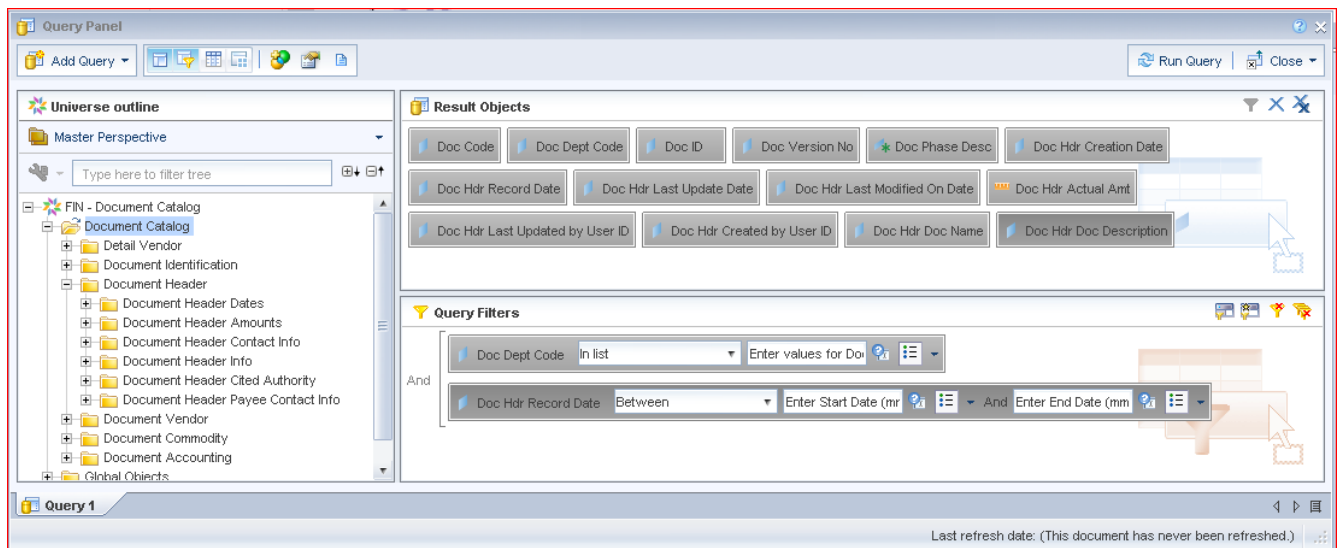 Query Panel
Add Query
Run Query
Close
Universe outline
Master Perspective
Type here to filter tree
FIN - Document Catalog
Document Catalog
Detail Vendor
Document Identification
Document Header
Document Header Dates
Document Header Amounts
Document Header Contact Info
Document Header Info
Document Header Cited Authority
Document Header Payee Contact Info
Document Vendor
Document Commodity
Document Accounting
Global Objects
Result Objects
Doc Code Doc Dept Code Doc ID Doc Version No Doc Phase Desc Doc Hdr Creation Date
Doc Hdr Record Date Doc Hdr Last Update Date Doc Hdr Last Modified On Date Doc Hdr Actual Amt
Doc Hdr Last Updated by User ID Doc Hdr Created by User ID Doc Hdr Doc Name Doc Hdr Doc Description
Query Filters
Doc Dept Code In list Enter values for Do
And
Doc Hdr Record Date Between Enter Start Date (mr And Enter End Date (mm
Query 1
Last refresh date: (This document has never been refreshed.)